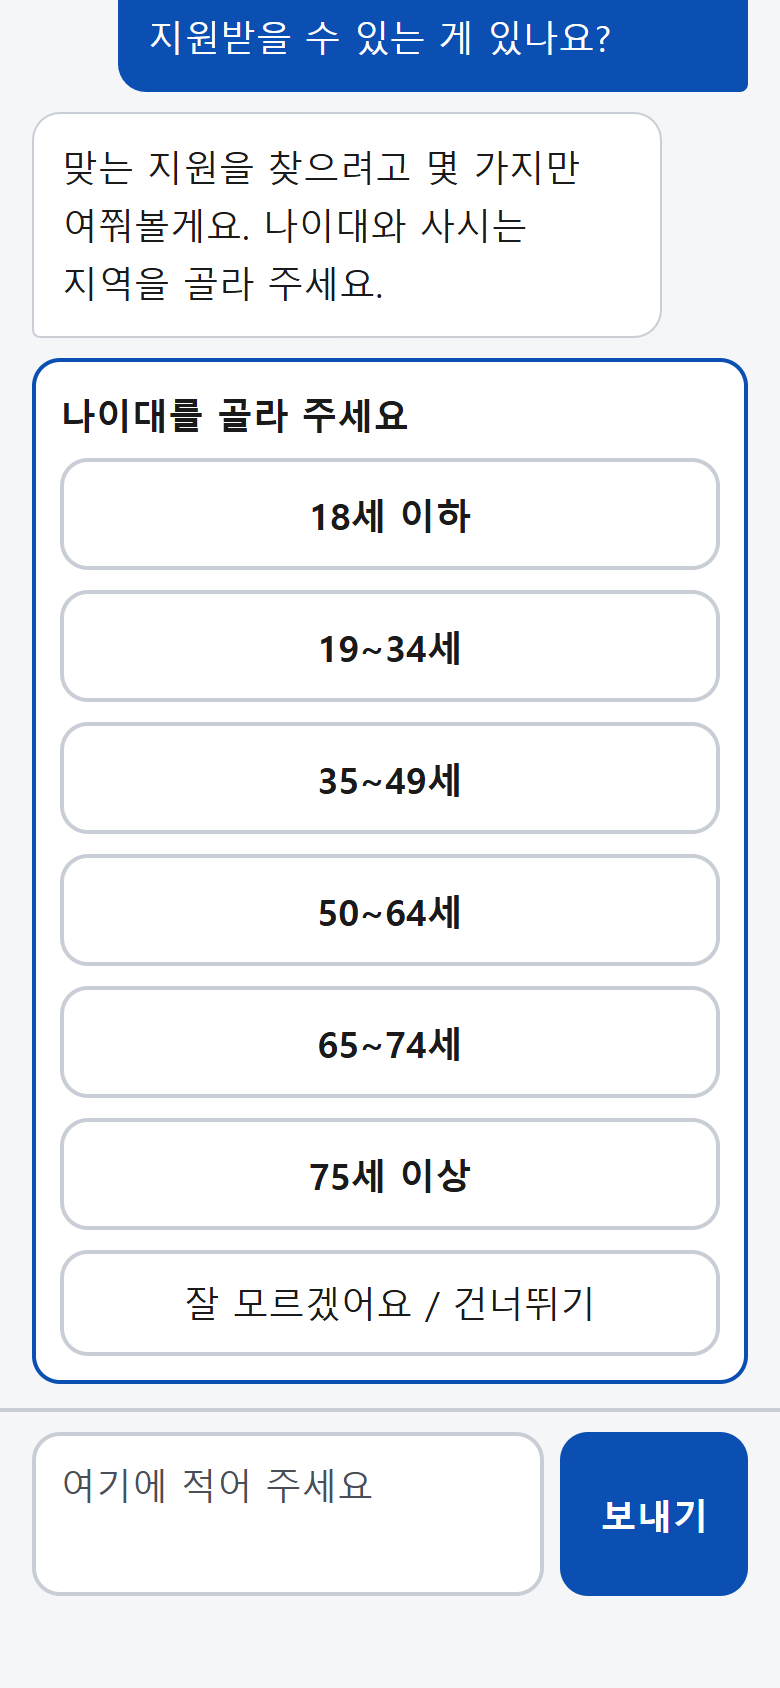 지원받을 수 있는 게 있나요?
맞는 지원을 찾으려고 몇 가지만
여쭤볼게요. 나이대와 사시는
지역을 골라 주세요.
나이대를 골라 주세요
18세 이하
19~34세
35~49세
50~64세
65~74세
75세 이상
잘 모르겠어요 / 건너뛰기
여기에 적어 주세요
보내기